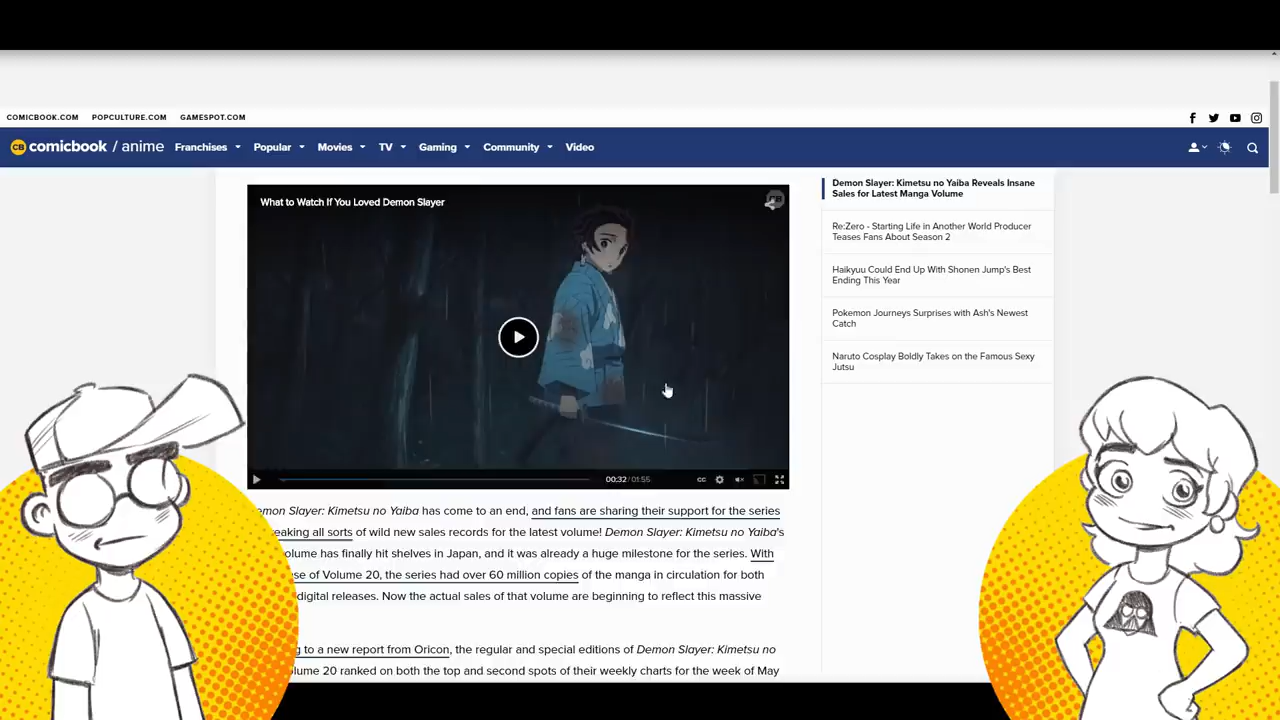 COMICBOOK.COM POPCULTURE.COM GAMESPOT.COM
CB comicbook / anime Franchises Popular Movies TV Gaming Community Video
What to Watch If You Loved Demon Slayer
00:32 / 01:55 CC
emon Slayer: Kimetsu no Yaiba has come to an end, and fans are sharing their support for the series
eaking all sorts of wild new sales records for the latest volume! Demon Slayer: Kimetsu no Yaiba's
olume has finally hit shelves in Japan, and it was already a huge milestone for the series. With
se of Volume 20, the series had over 60 million copies of the manga in circulation for both
digital releases. Now the actual sales of that volume are beginning to reflect this massive
g to a new report from Oricon, the regular and special editions of Demon Slayer: Kimetsu no
lume 20 ranked on both the top and second spots of their weekly charts for the week of May
Demon Slayer: Kimetsu no Yaiba Reveals Insane
Sales for Latest Manga Volume
Re:Zero - Starting Life in Another World Producer
Teases Fans About Season 2
Haikyuu Could End Up With Shonen Jump's Best
Ending This Year
Pokemon Journeys Surprises with Ash's Newest
Catch
Naruto Cosplay Boldly Takes on the Famous Sexy
Jutsu